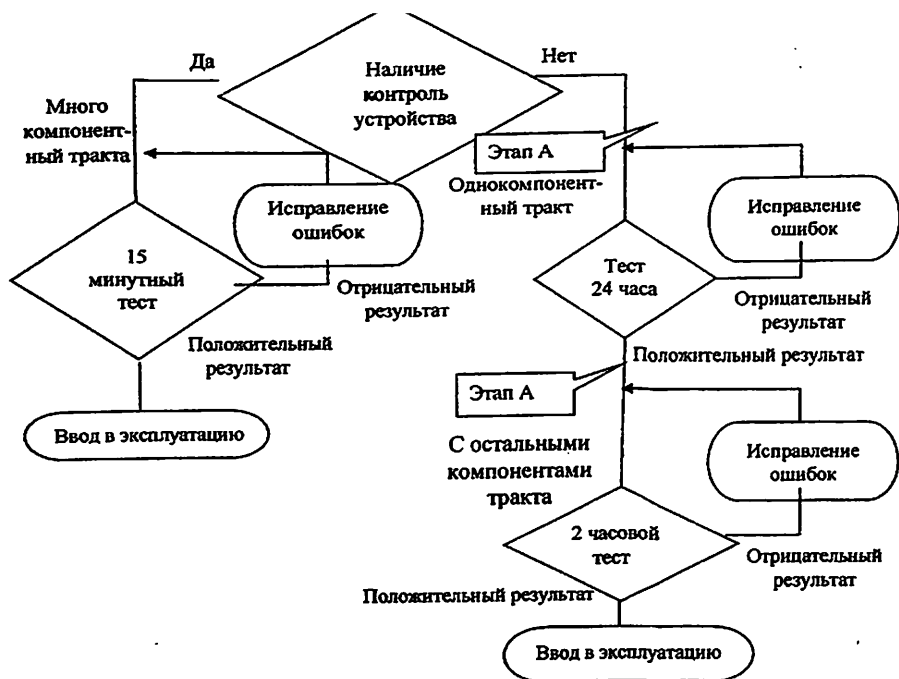 Да
Нет
Наличие
контроль
устройства
Много
компонент-
ный тракта
Этап А
Однокомпонент-
ный тракт
Исправление
ошибок
Исправление
ошибок
15
минутный
тест
Тест
24 часа
Отрицательный
результат
Отрицательный
результат
Положительный
результат
Положительный результат
Этап А
Ввод в эксплуатацию
С остальными
компонентами
тракта
Исправление
ошибок
2 часовой
тест
Отрицательный
результат
Положительный результат
Ввод в эксплуатацию